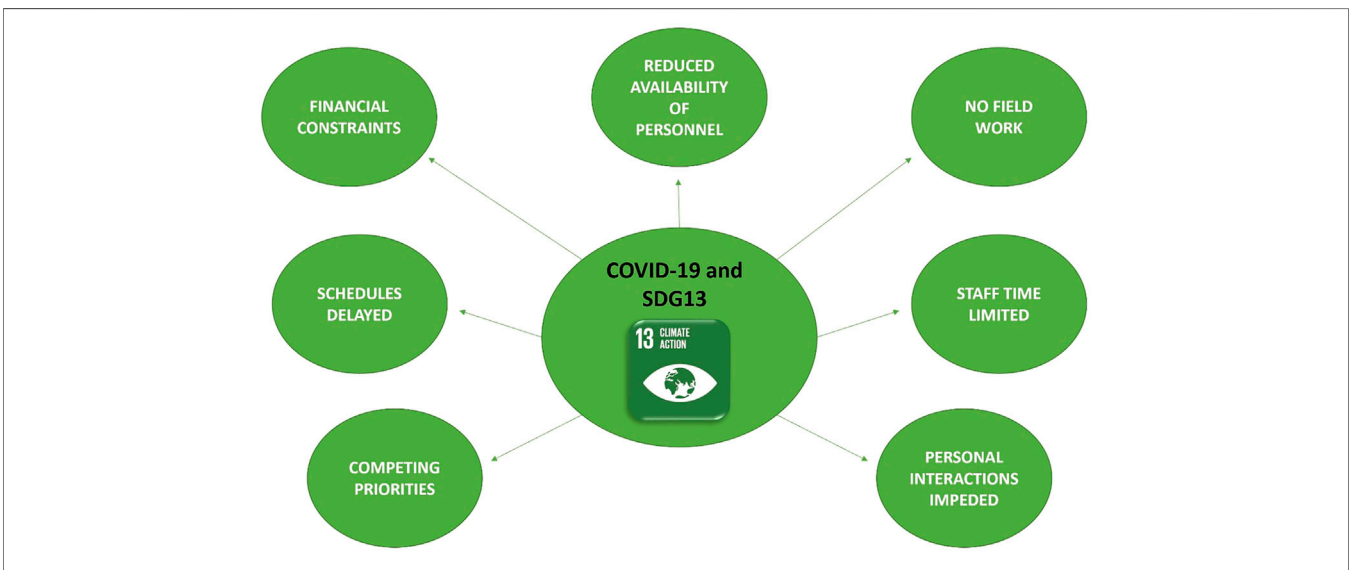 REDUCED
AVAILABILITY
OF
PERSONNEL
FINANCIAL
CONSTRAINTS
NO FIELD
WORK
COVID-19 and
SDG13
13 CLIMATE
ACTION
SCHEDULES
DELAYED
STAFF TIME
LIMITED
COMPETING
PRIORITIES
PERSONAL
INTERACTIONS
IMPEDED